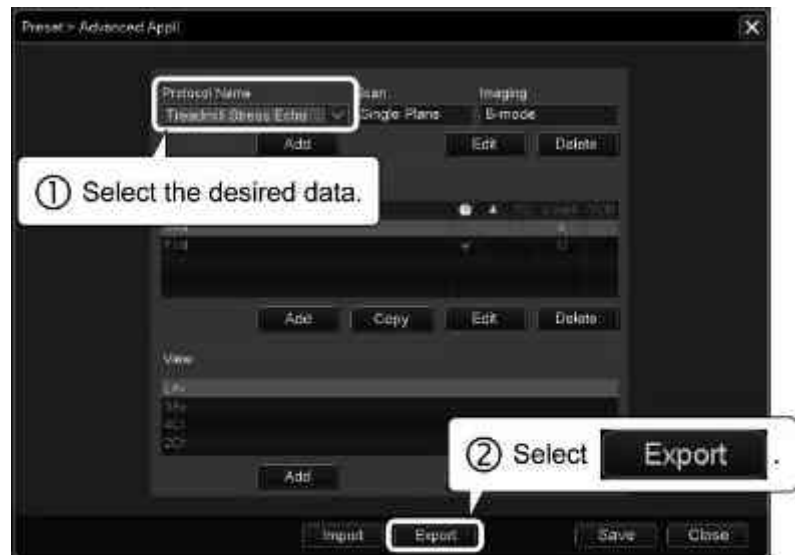 Preset > Advanced Appli
Protocol Name
Scan
Imaging
Treadmill Stress Echo
Single Plane
B-mode
Add
Edit
Delete
① Select the desired data.
Add
Copy
Edit
Delete
View
Add
② Select Export .
Import
Export
Save
Close